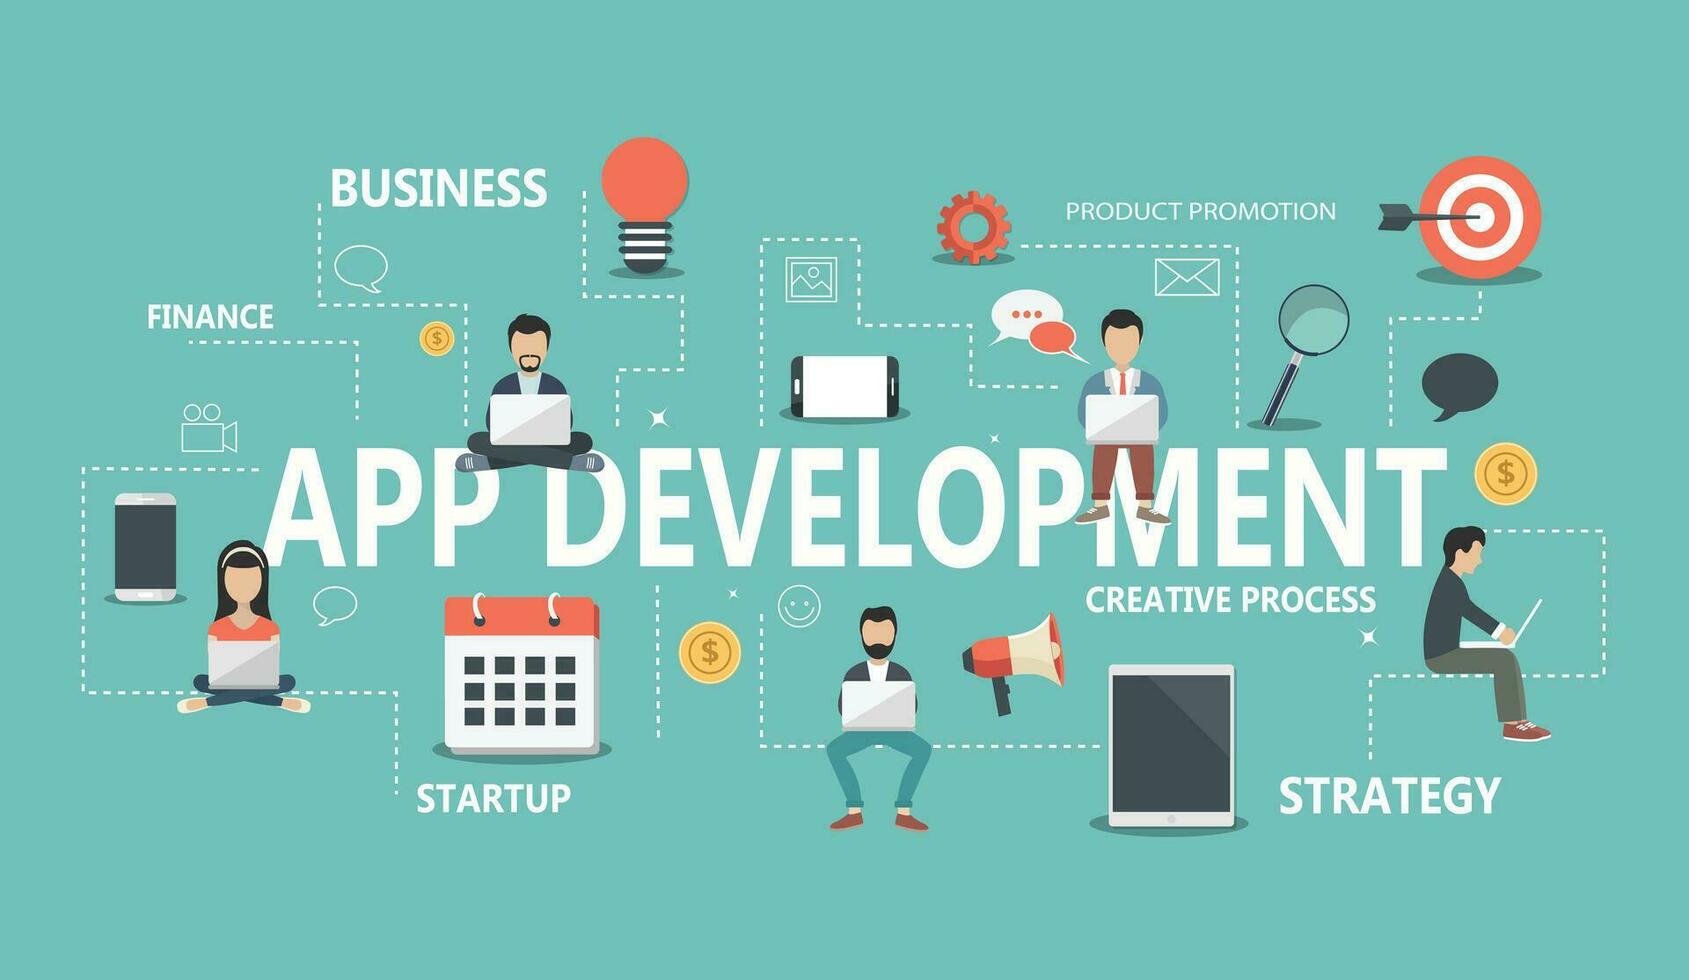 BUSINESS
PRODUCT PROMOTION
FINANCE
$
APP DEVELOPMENT
$
CREATIVE PROCESS
$
STARTUP
STRATEGY